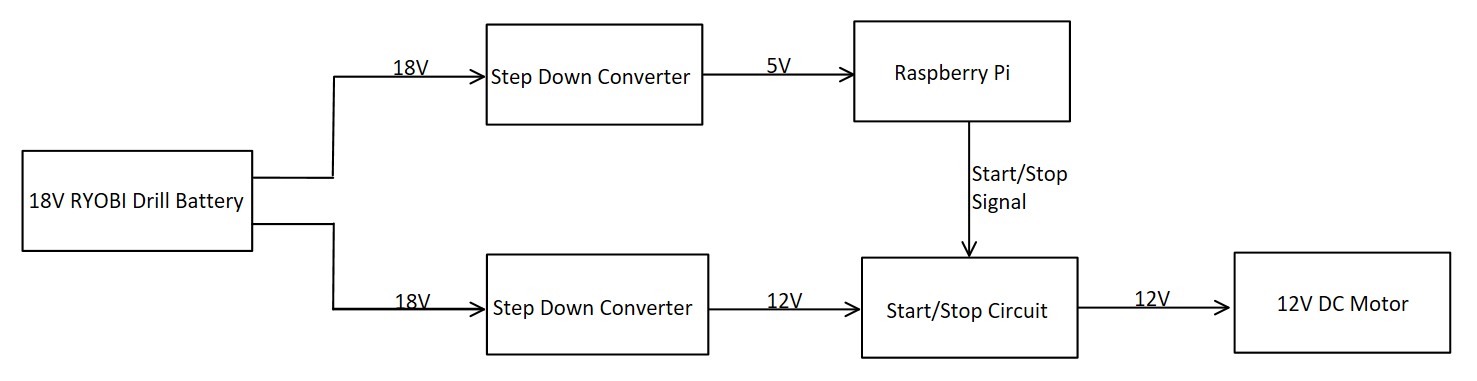 18V
Step Down Converter
5V
Raspberry Pi
18V RYOBI Drill Battery
Start/Stop
Signal
18V
Step Down Converter
12V
Start/Stop Circuit
12V
12V DC Motor